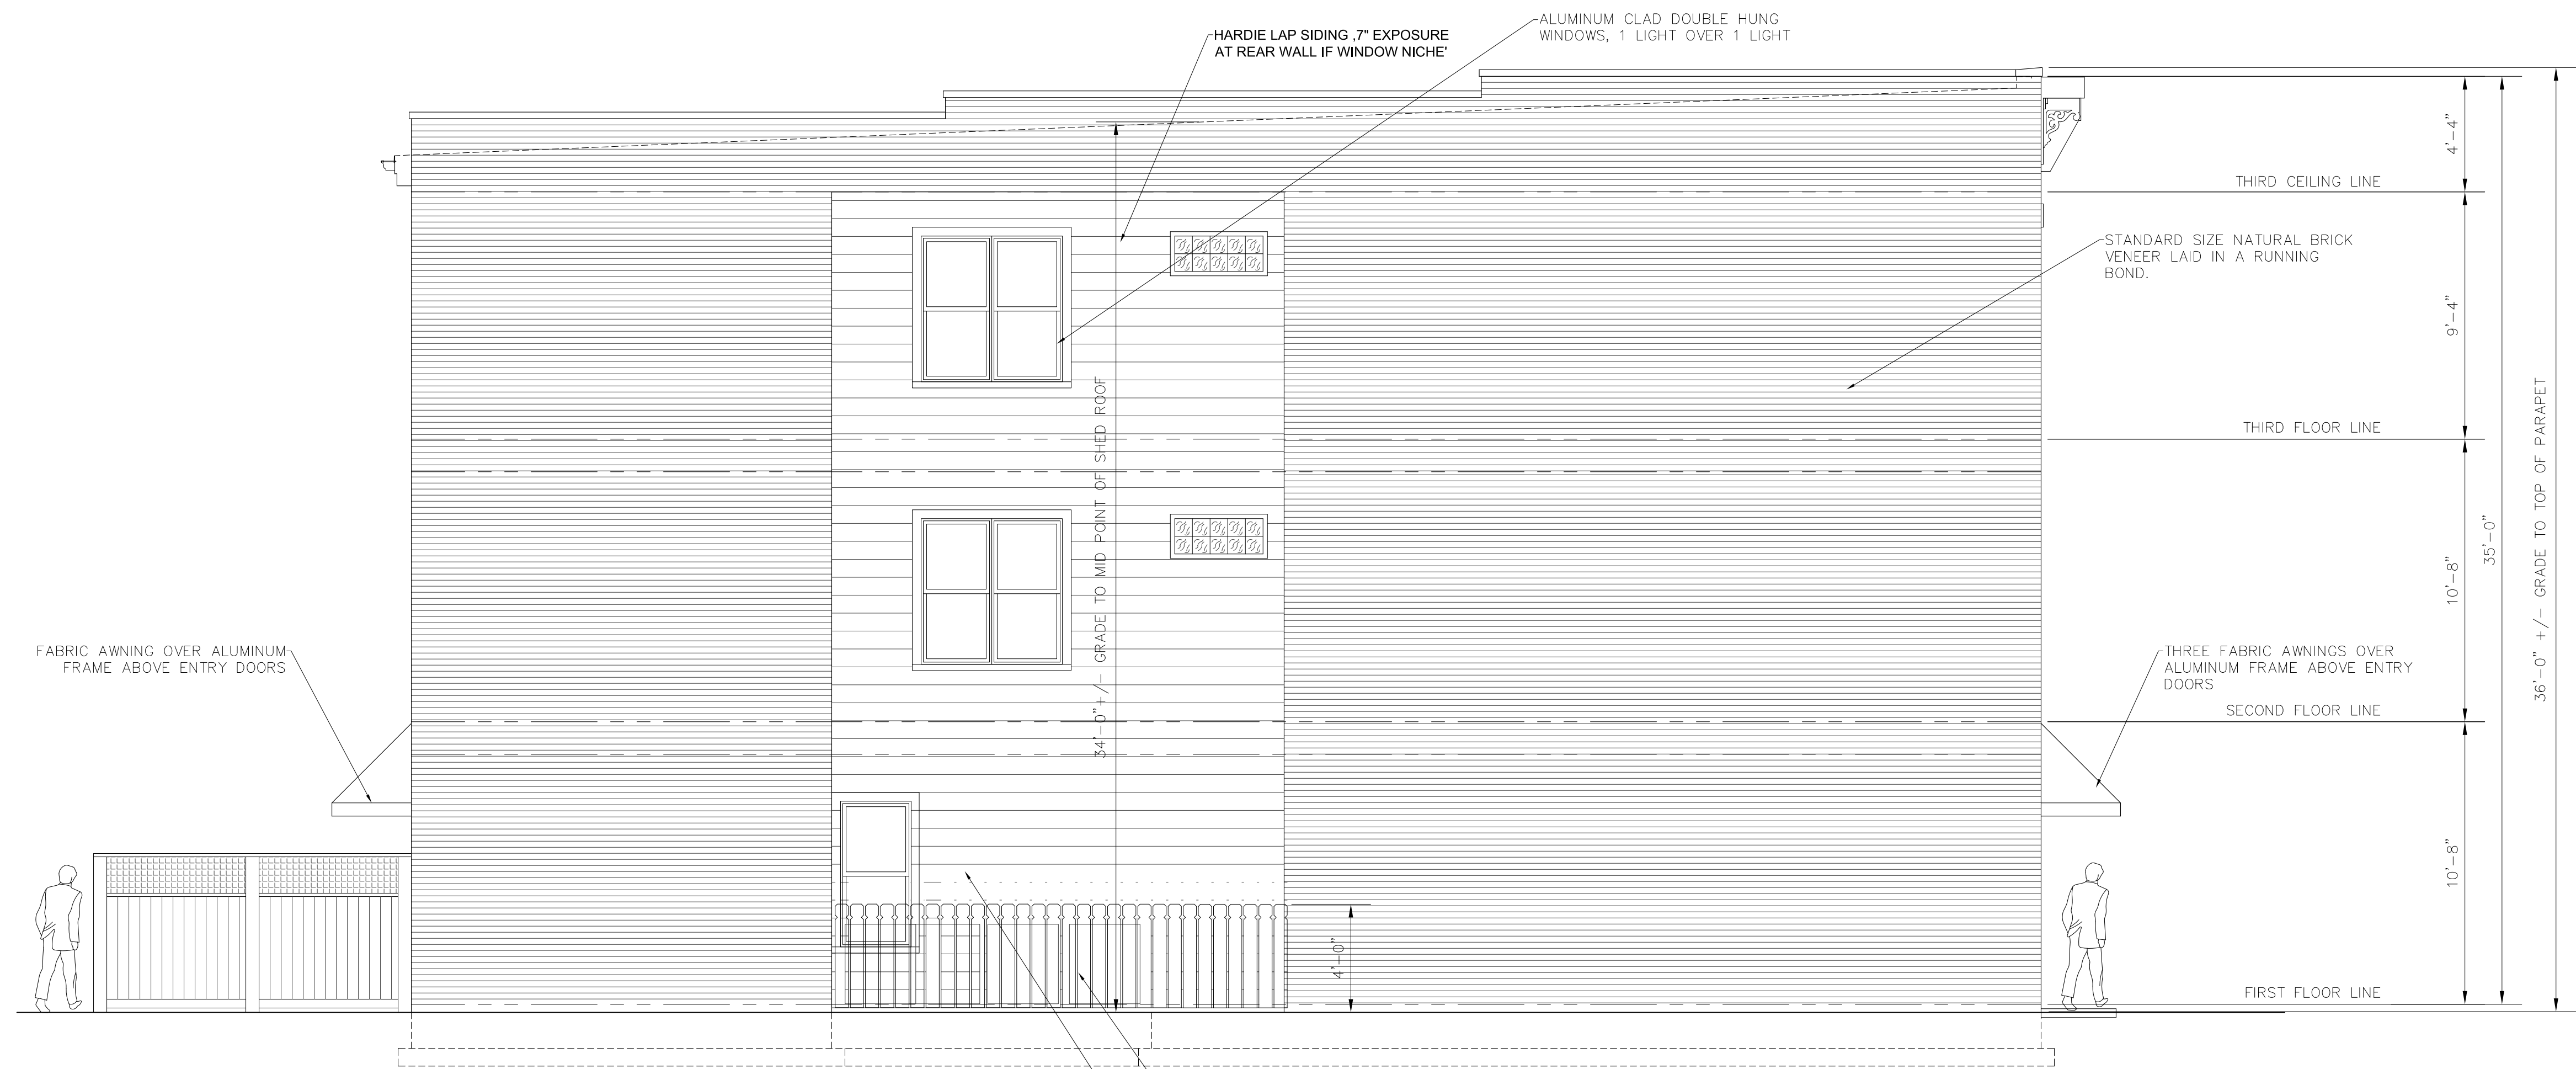 HARDIE LAP SIDING ,7" EXPOSURE
AT REAR WALL IF WINDOW NICHE'
ALUMINUM CLAD DOUBLE HUNG
WINDOWS, 1 LIGHT OVER 1 LIGHT
4'-4"
THIRD CEILING LINE
STANDARD SIZE NATURAL BRICK
VENEER LAID IN A RUNNING
BOND.
9'-4"
THIRD FLOOR LINE
34'-0"+/- GRADE TO MID POINT OF SHED ROOF
10'-8"
35'-0"
36'-0" +/- GRADE TO TOP OF PARAPET
FABRIC AWNING OVER ALUMINUM
FRAME ABOVE ENTRY DOORS
THREE FABRIC AWNINGS OVER
ALUMINUM FRAME ABOVE ENTRY
DOORS
SECOND FLOOR LINE
10'-8"
4'-0"
FIRST FLOOR LINE